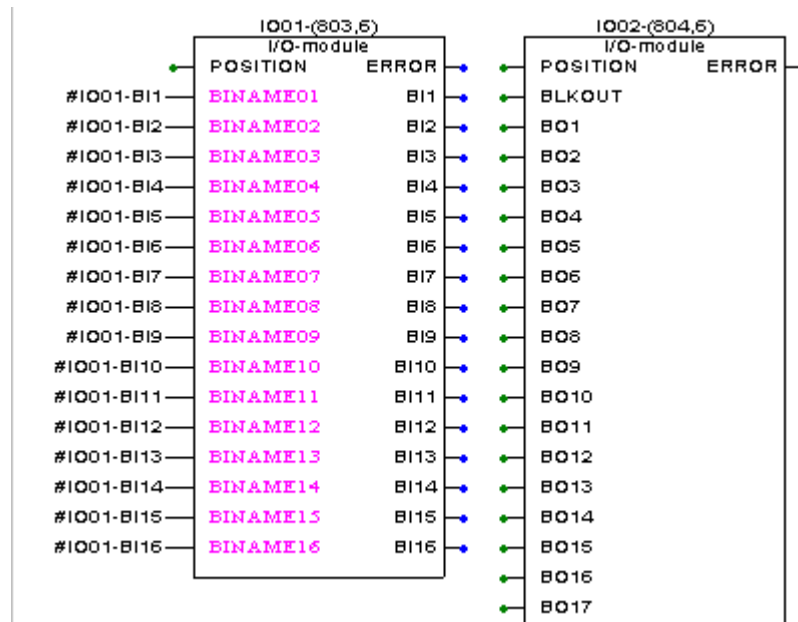 IO01-(803,6)
I/O-module
POSITION ERROR
#IO01-BI1 BINAME01 BI1
#IO01-BI2 BINAME02 BI2
#IO01-BI3 BINAME03 BI3
#IO01-BI4 BINAME04 BI4
#IO01-BI5 BINAME05 BI5
#IO01-BI6 BINAME06 BI6
#IO01-BI7 BINAME07 BI7
#IO01-BI8 BINAME08 BI8
#IO01-BI9 BINAME09 BI9
#IO01-BI10 BINAME10 BI10
#IO01-BI11 BINAME11 BI11
#IO01-BI12 BINAME12 BI12
#IO01-BI13 BINAME13 BI13
#IO01-BI14 BINAME14 BI14
#IO01-BI15 BINAME15 BI15
#IO01-BI16 BINAME16 BI16
IO02-(804,6)
I/O-module
POSITION ERROR
BLKOUT
BO1
BO2
BO3
BO4
BO5
BO6
BO7
BO8
BO9
BO10
BO11
BO12
BO13
BO14
BO15
BO16
BO17